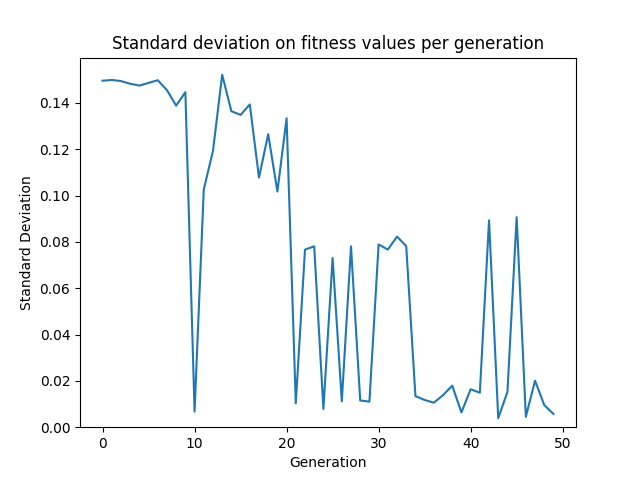 Standard deviation on fitness values per generation
0.14
0.12
0.10
0.08
0.06
0.04
0.02
0.00
Standard Deviation
0 10 20 30 40 50
Generation